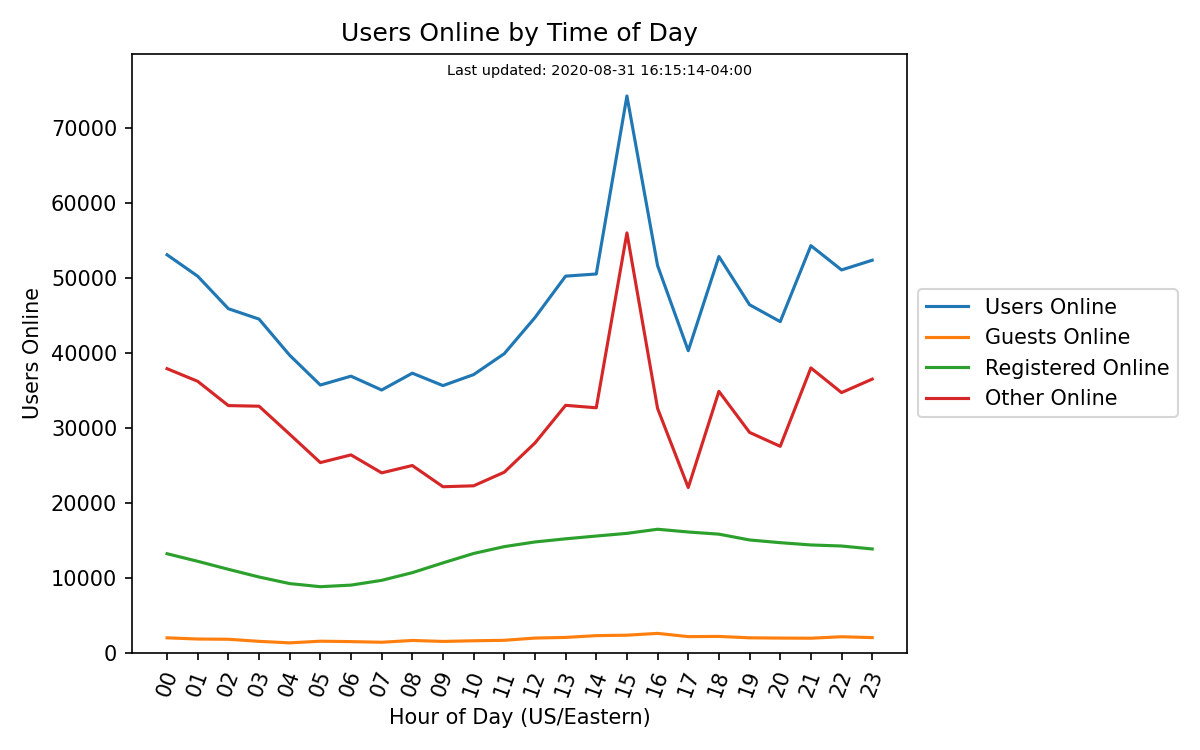 Users Online by Time of Day
Last updated: 2020-08-31 16:15:14-04:00
Users Online
70000
60000
50000
40000
30000
20000
10000
0
00 01 02 03 04 05 06 07 08 09 10 11 12 13 14 15 16 17 18 19 20 21 22 23
Hour of Day (US/Eastern)
Users Online
Guests Online
Registered Online
Other Online